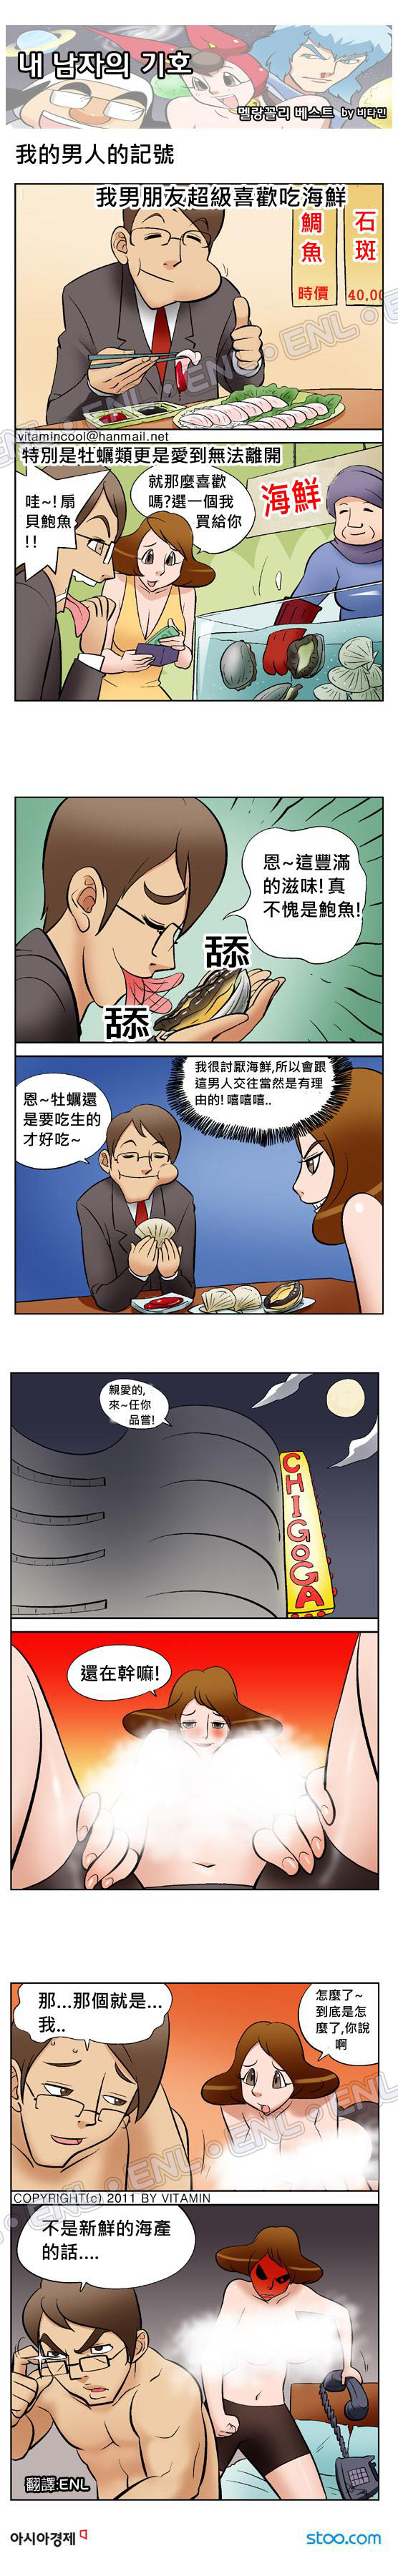 내 남자의 기호
멜랑꼴리 베스트 by 비타민
我的男人的記號
我男朋友超級喜歡吃海鮮
鯛魚
時價
石斑
40,00
ENL
vitamincool@hanmail.net
特別是牡蠣類更是愛到無法離開
哇~! 扇
貝鮑魚
!!
就那麼喜歡
嗎?選一個我
買給你
海鮮
恩~這豐滿
的滋味! 真
不愧是鮑魚!
舔
舔
我很討厭海鮮,所以會跟
這男人交往當然是有理
由的! 嘻嘻嘻..
恩~牡蠣還
是要吃生的
才好吃~
親愛的,
來~任你
品嘗!
CHIGOGA
還在幹嘛!
那...那個就是...
我..
怎麼了~
到底是怎
麼了,你說
啊
ENL
COPYRIGHT(c) 2011 BY VITAMIN
不是新鮮的海產
的話....
翻譯:ENL
아시아경제
stoo.com